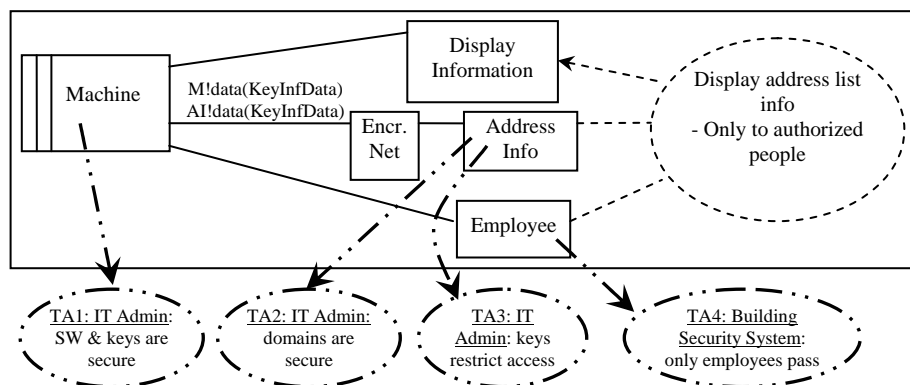 Display
Information
Machine
M!data(KeyInfData)
AI!data(KeyInfData)
Encr.
Net
Address
Info
Employee
Display address list
info
- Only to authorized
people
TA1: IT Admin:
SW & keys are
secure
TA2: IT Admin:
domains are
secure
TA3: IT
Admin: keys
restrict access
TA4: Building
Security System:
only employees pass